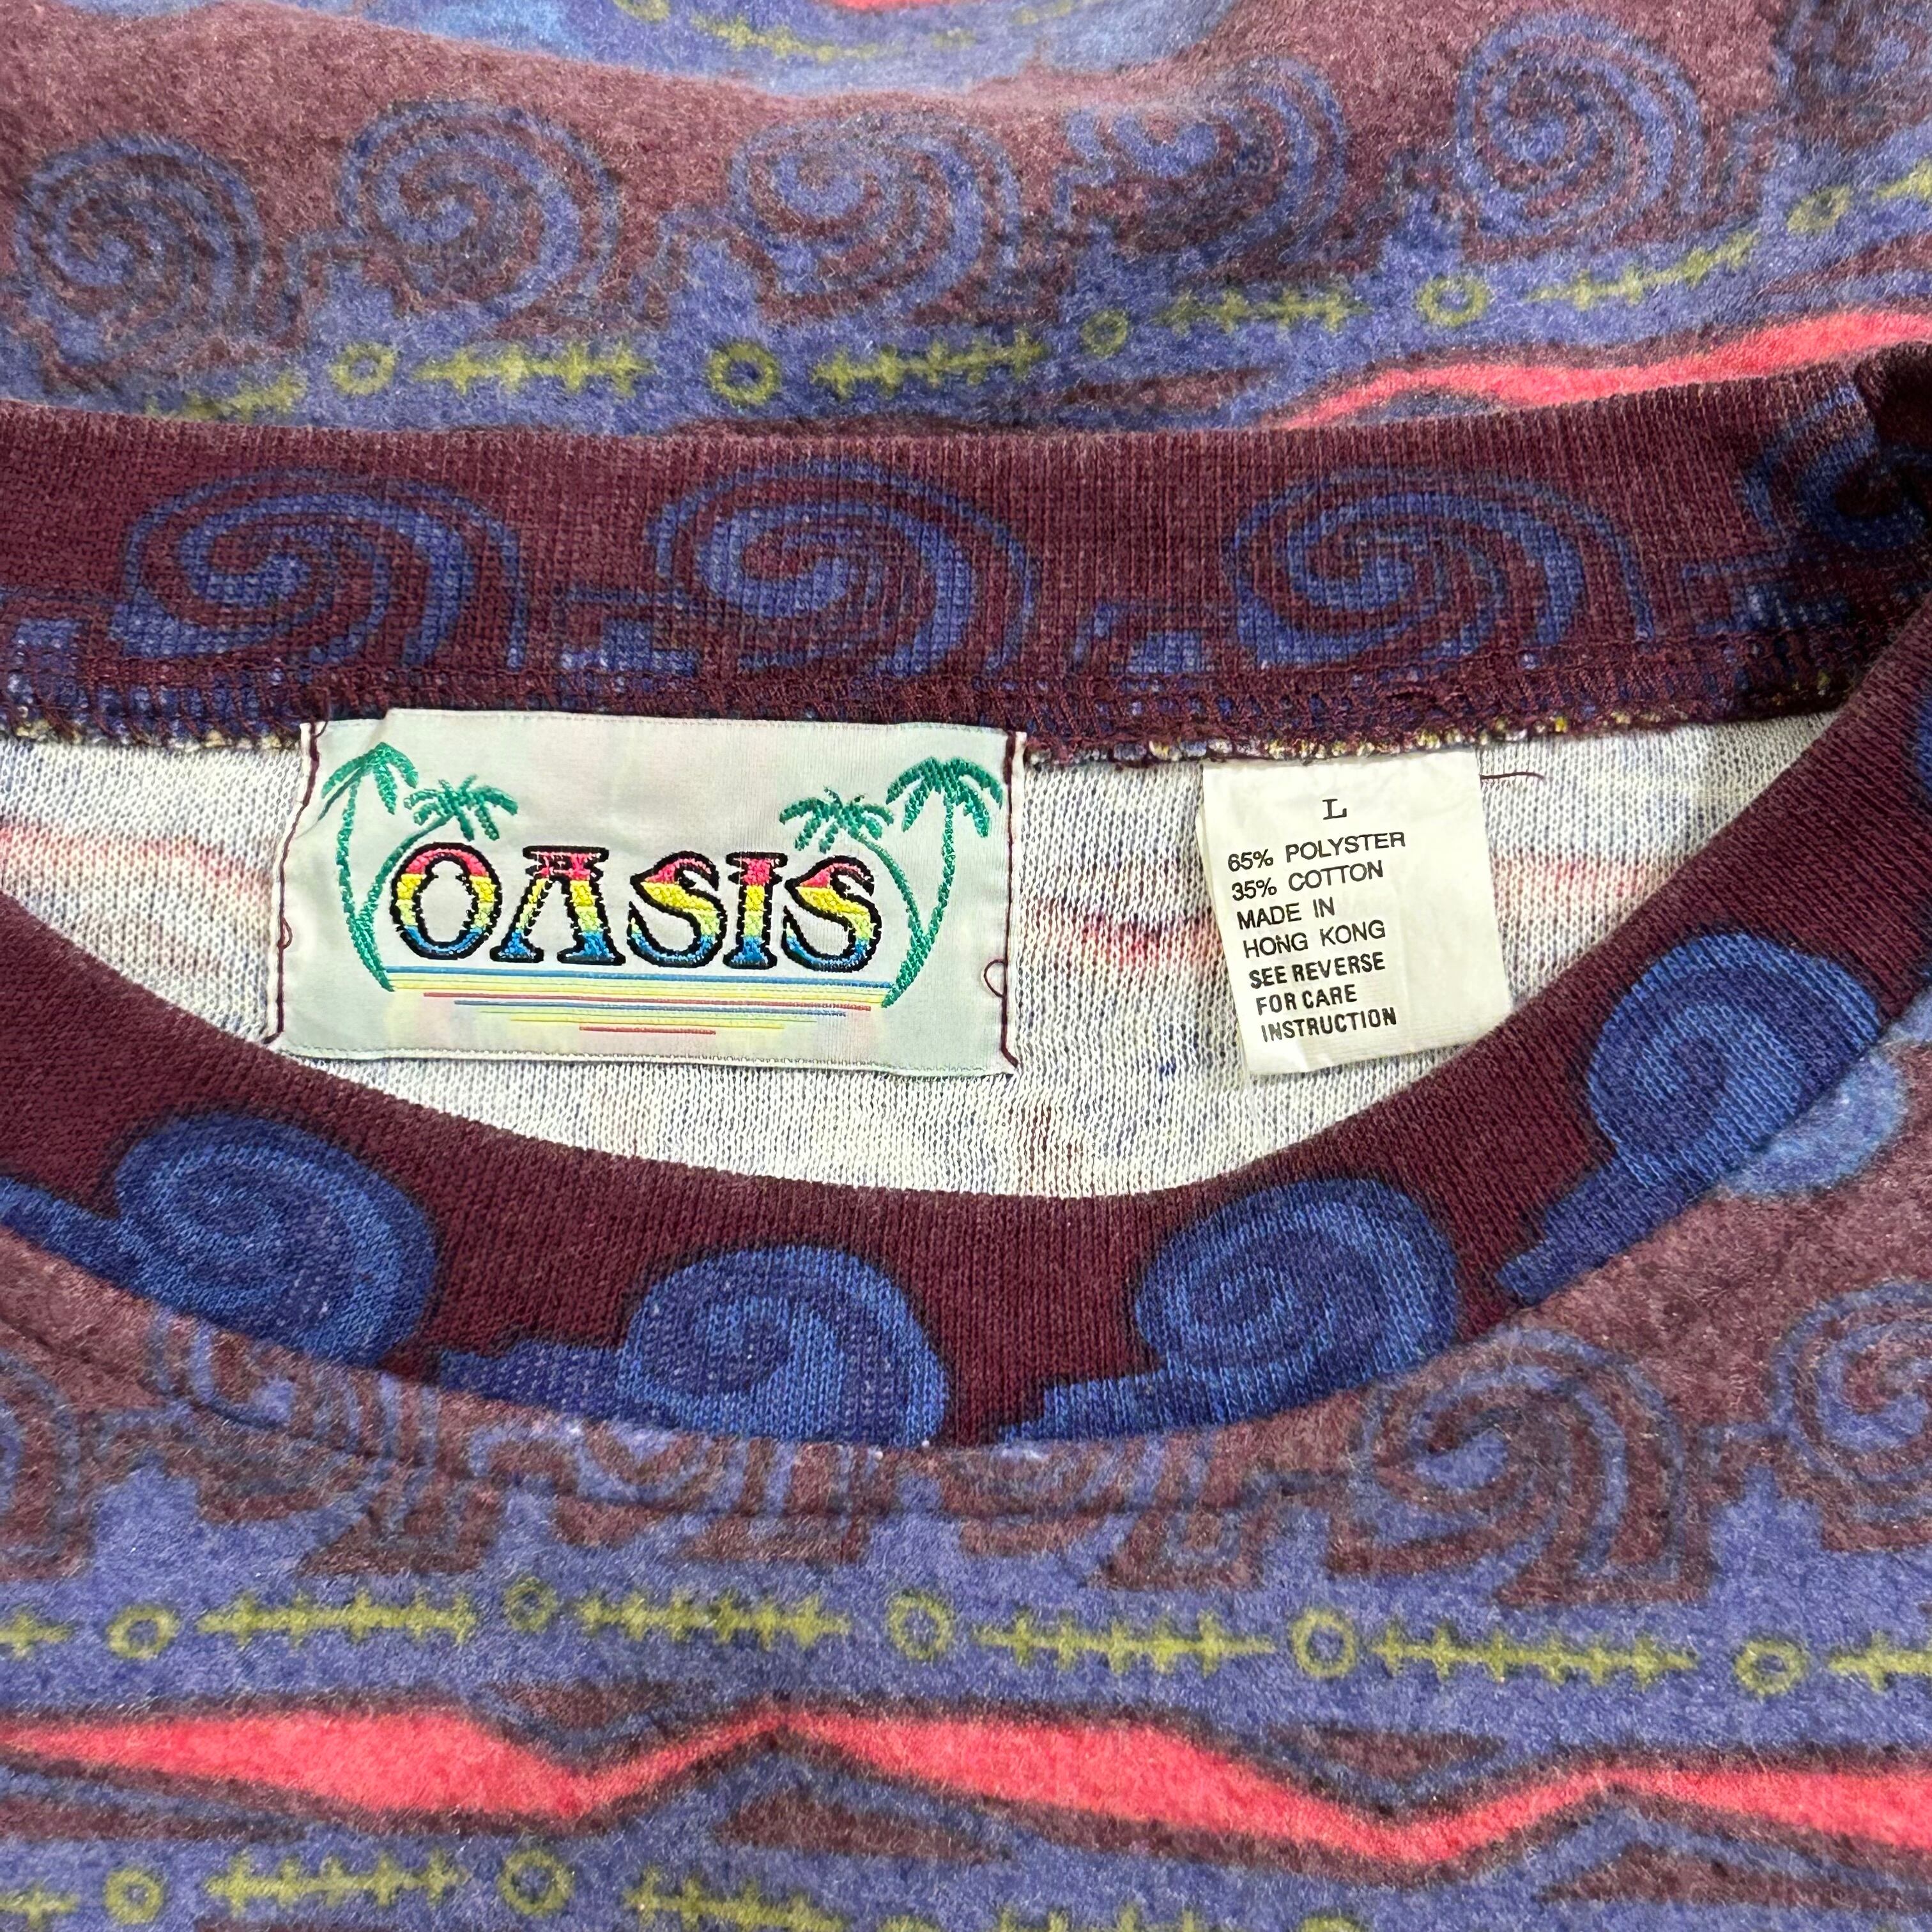 OASIS
L
65% POLYSTER
35% COTTON
MADE IN
HONG KONG
SEE REVERSE
FOR CARE
INSTRUCTION